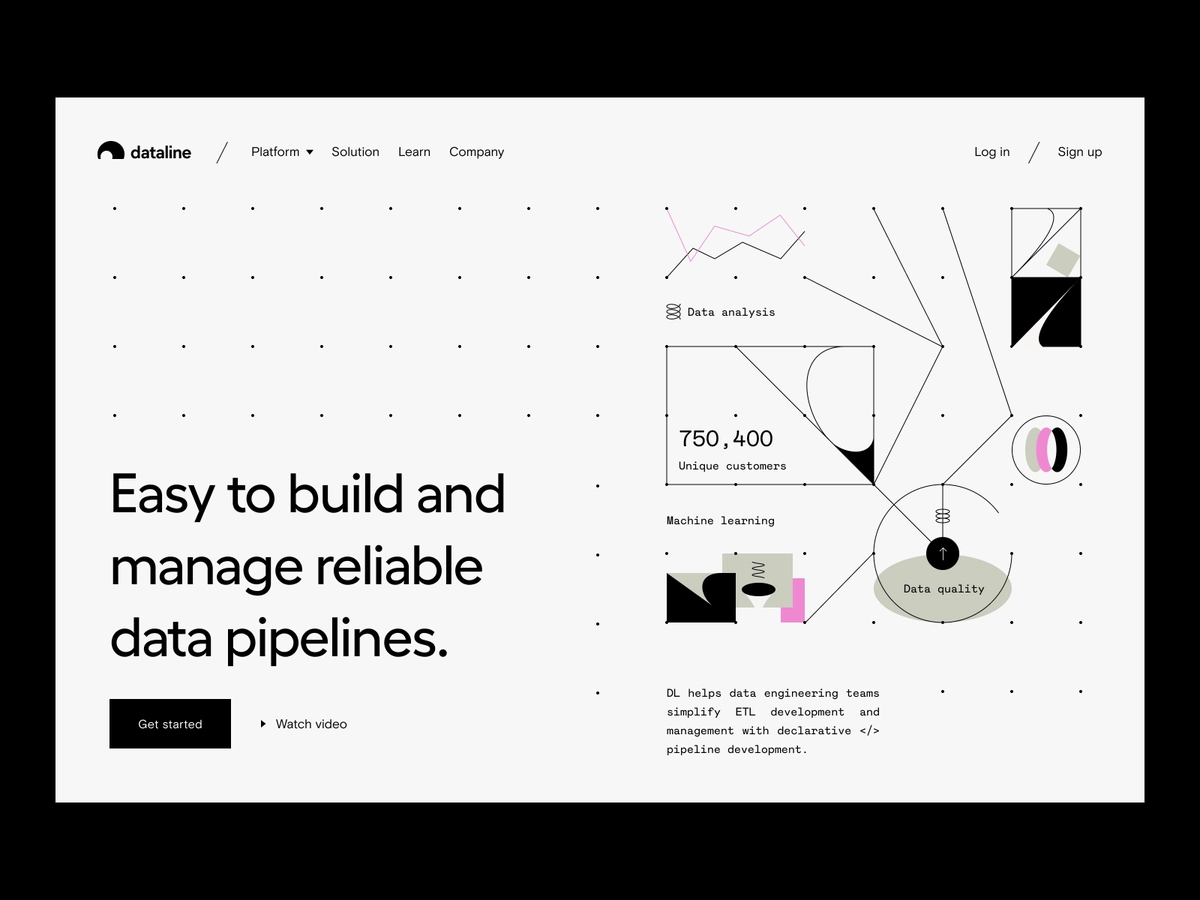 dataline
Platform
Solution
Learn
Company
Log in
Sign up
Data analysis
750,400
Unique customers
Machine learning
Data quality
Easy to build and
manage reliable
data pipelines.
Get started
Watch video
DL helps data engineering teams
simplify ETL development and
management with declarative </>
pipeline development.